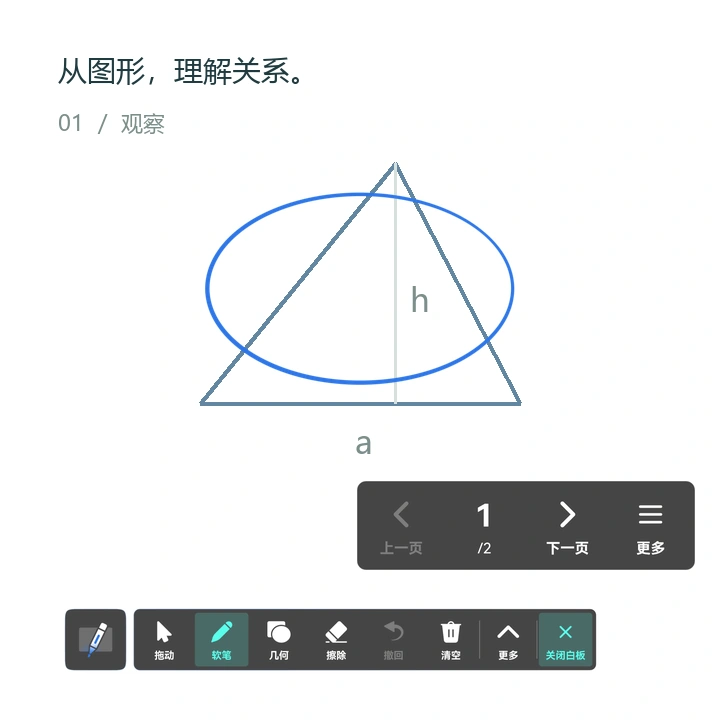 从图形，理解关系。
01 / 观察
h
a
1
上一页 /2 下一页 更多
拖动 软笔 几何 擦除 撤回 清空 更多 关闭白板